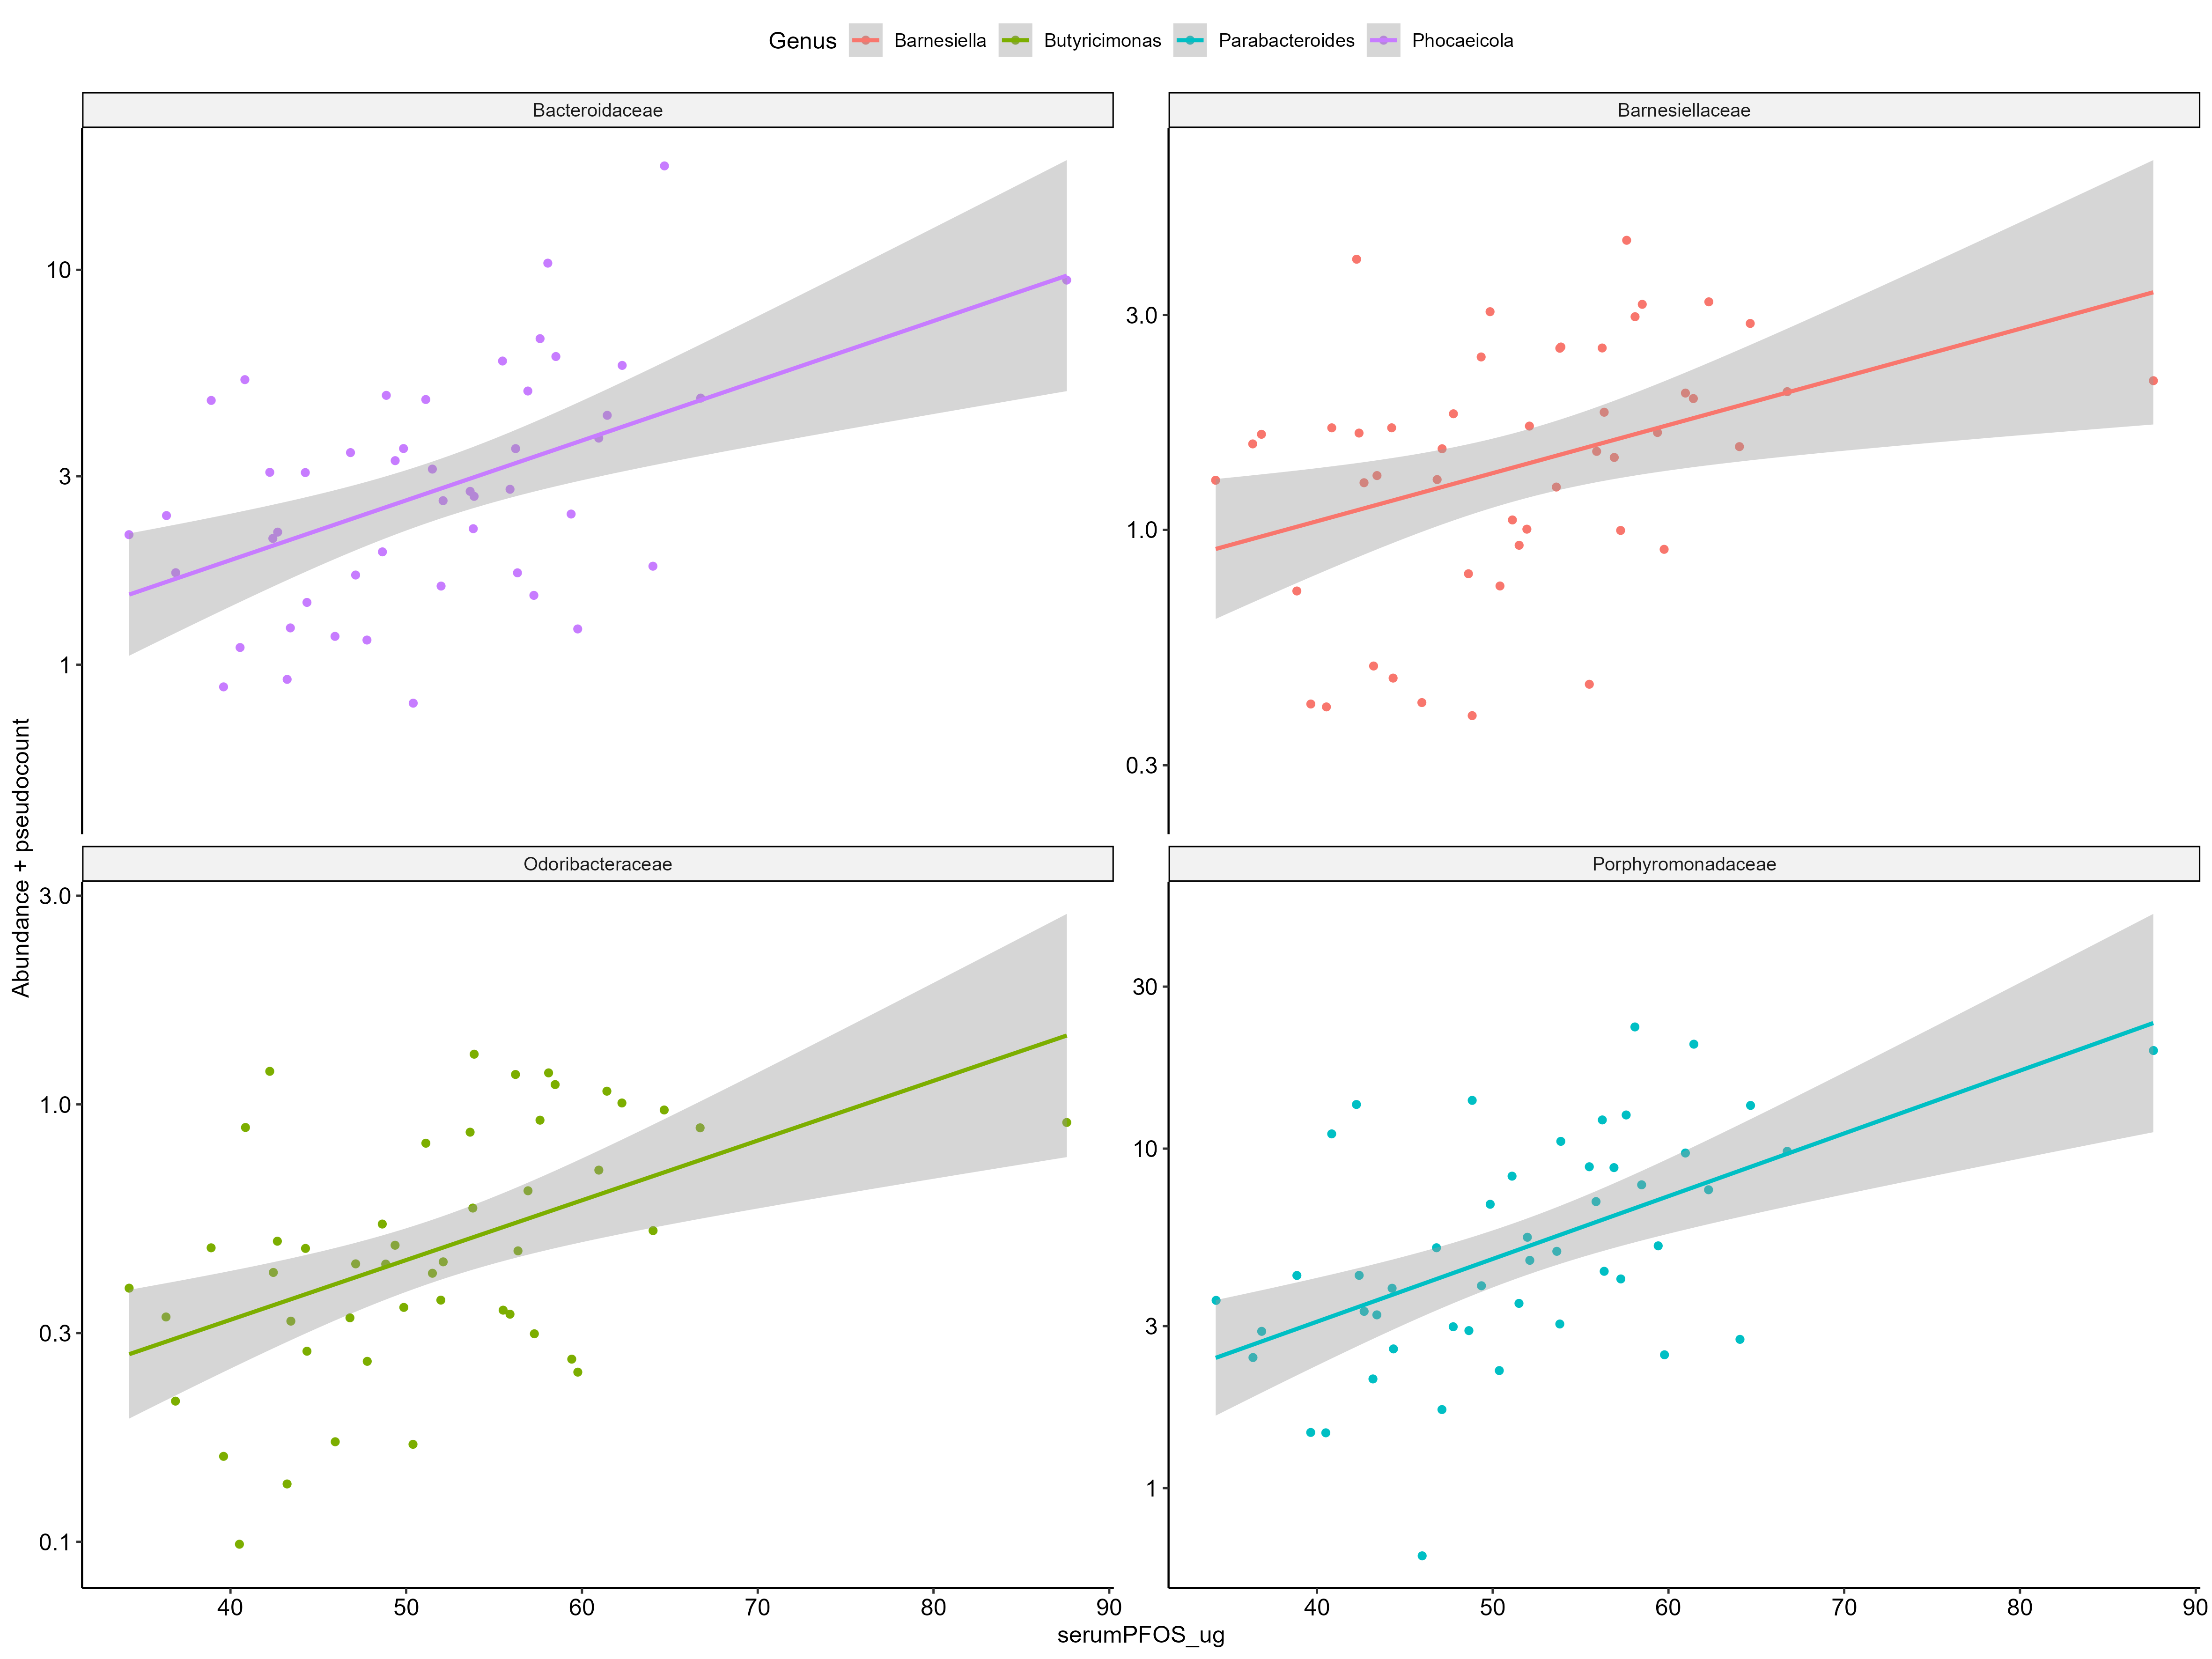 Genus Barnesiella Butyricimonas Parabacteroides Phocaeicola
Bacteroidaceae
10
3
1
Barnesiellaceae
3.0
1.0
0.3
Abundance + pseudocount
Odoribacteraceae
3.0
1.0
0.3
0.1
40 50 60 70 80 90
Porphyromonadaceae
30
10
3
1
40 50 60 70 80 90
serumPFOS_ug